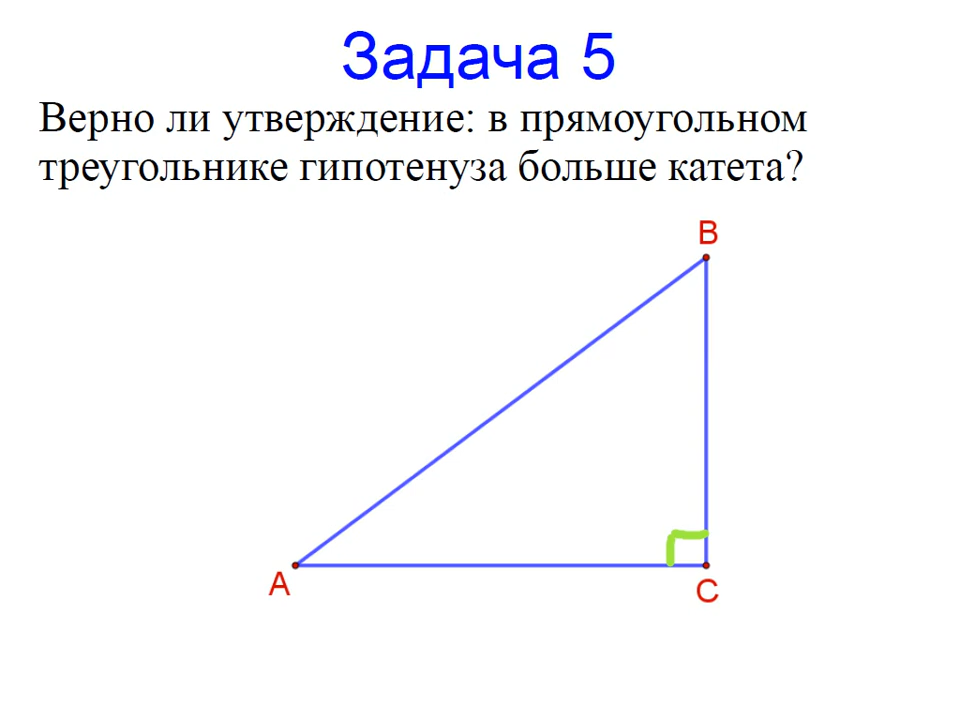 Задача 5
Верно ли утверждение: в прямоугольном
треугольнике гипотенуза больше катета?
B
A
C